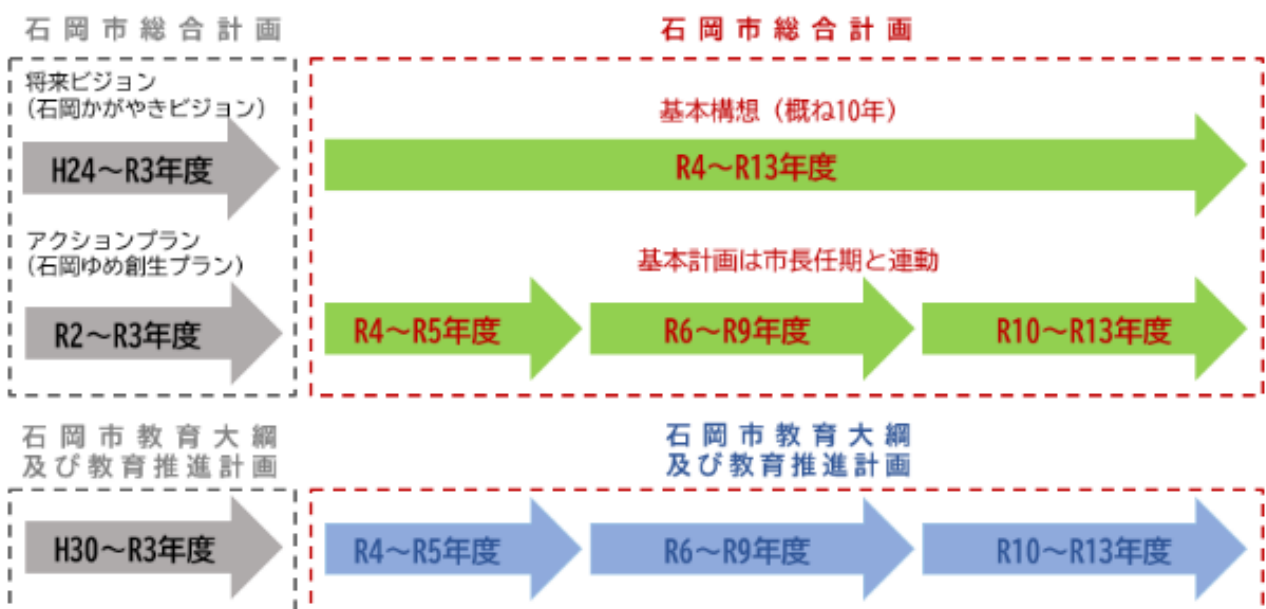 石岡市総合計画
石岡市総合計画
将来ビジョン
(石岡かがやきビジョン)
H24～R3年度
基本構想（概ね10年）
R4～R13年度
アクションプラン
(石岡ゆめ創生プラン)
R2～R3年度
基本計画は市長任期と連動
R4～R5年度
R6～R9年度
R10～R13年度
石岡市教育大綱
及び教育推進計画
石岡市教育大綱
及び教育推進計画
H30～R3年度
R4～R5年度
R6～R9年度
R10～R13年度